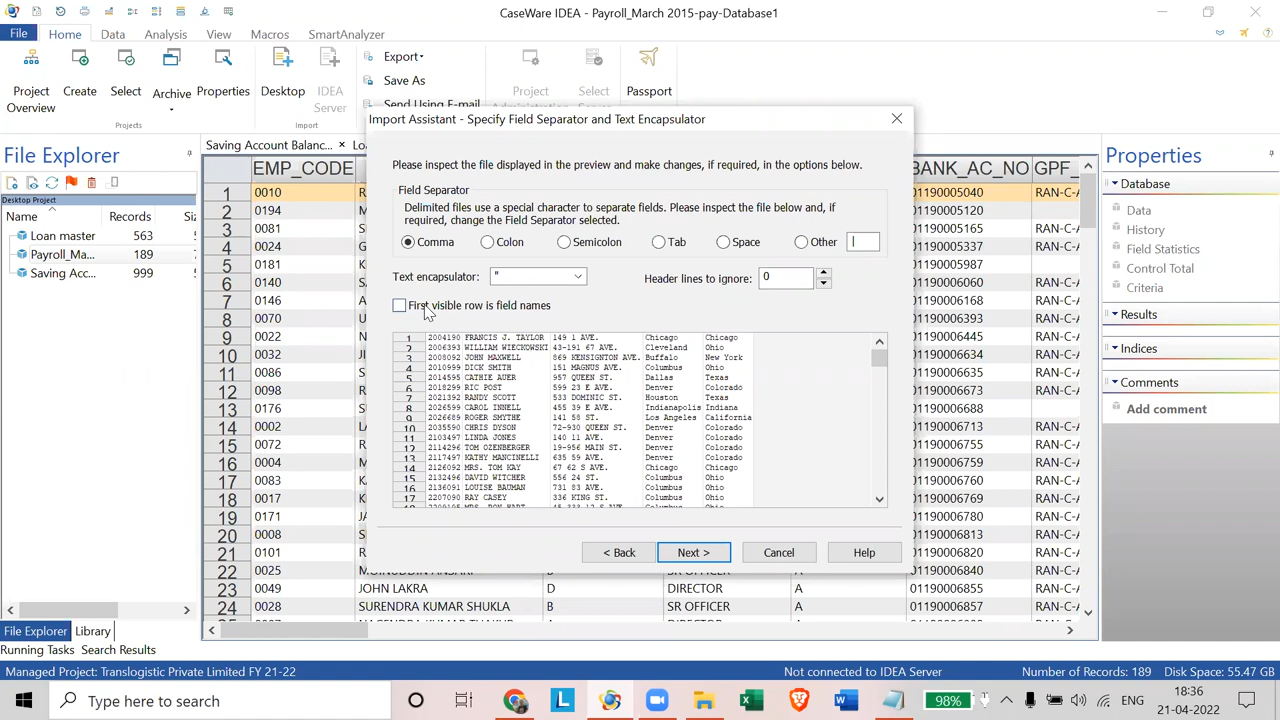 CaseWare IDEA - Payroll_March 2015-pay-Database1
File Home Data Analysis View Macros SmartAnalyzer
Project Overview
Create
Select
Archive
Properties
Projects
Desktop
IDEA Server
Import
Export
Save As
Send Using E-mail
Project
Select
Passport
File Explorer
Desktop Project
Name Records Siz
Loan master 563
Payroll_Ma... 189
Saving Acc... 999
File Explorer Library
Running Tasks Search Results
Saving Account Balanc... × Lo
EMP_CODE BANK_AC_NO GPF_
1 0010 R 01190005040 RAN-C-A
2 0194 M 01190005120
3 0081 S 01190005229 RAN-C-A
4 0024 G 01190005337 RAN-C-A
5 0181 K 01190005987
6 0140 S 01190006060 RAN-C-A
7 0146 A 01190006168 RAN-C-A
8 0070 U 01190006332 RAN-C-A
9 0093 K 01190006445 RAN-C-A
10 0032 J 01190006634 RAN-C-A
11 0086 S 01190006656 RAN-C-A
12 0098 R 01190006673 RAN-C-A
13 0176 S 01190006688
14 0002 L 01190006713 RAN-C-A
15 0072 R 01190006735 RAN-C-A
16 0004 A 01190006757 RAN-C-A
17 0083 K 01190006768 RAN-C-A
18 0017 K 01190006779 RAN-C-A
19 0171 J 01190006780 RAN-C-A
20 0008 S 01190006813 RAN-C-A
21 0101 R 01190006820 RAN-C-A
22 0025 MOINUDDIN ANSARI B SR OFFICER A 01190006840 RAN-C-A
23 0049 JOHN LAKRA D DIRECTOR A 01190006856 RAN-C-A
24 0028 SURENDRA KUMAR SHUKLA B SR OFFICER A 01190006857 RAN-C-A
Import Assistant - Specify Field Separator and Text Encapsulator
Please inspect the file displayed in the preview and make changes, if required, in the options below.
Field Separator
Delimited files use a special character to separate fields. Please inspect the file below and, if
required, change the Field Separator selected.
Comma Colon Semicolon Tab Space Other |
Text encapsulator: " Header lines to ignore: 0
First visible row is field names
1 2004190 FRANCIS J. TAYLOR 149 1 AVE. Chicago Chicago
2 2006393 WILLIAM WIECKOWSKI 43-191 67 AVE. Cleveland Ohio
3 2008092 JOHN MAXWELL 869 KENSIGNTON AVE. Buffalo New York
4 2010999 DICK SMITH 151 MAGNUS AVE. Columbus Ohio
5 2014595 CATHIE AUER 957 QUEEN ST. Dallas Texas
6 2018299 RIC POST 599 23 E AVE. Denver Colorado
7 2021392 RANDY SCOTT 533 DOMINIC ST. Houston Texas
8 2026599 CAROL INNELL 455 39 E AVE. Indianapolis Indiana
9 2026689 ROGER SMYTHE 141 58 ST. Los Angeles California
10 2035590 CHRIS DYSON 72-930 QUEEN ST. Denver Colorado
11 2103497 LINDA JONES 140 11 AVE. Denver Colorado
12 2114296 TOM OZENBERGER 19-956 MAIN ST. Denver Colorado
13 2117497 KATHY MANCINELLI 635 59 AVE. Denver Colorado
14 2126092 MRS. TOM KAY 67 62 S AVE. Chicago Chicago
15 2132496 DAVID WITCHER 556 24 ST. Columbus Ohio
16 2136091 LOUISE BAUMAN 731 83 AVE. Columbus Ohio
17 2207090 RAY CASEY 336 KING ST. Columbus Ohio
< Back Next > Cancel Help
Properties
Database
Data
History
Field Statistics
Control Total
Criteria
Results
Indices
Comments
Add comment
Managed Project: Translogistic Private Limited FY 21-22 Not connected to IDEA Server Number of Records: 189 Disk Space: 55.47 GB
Type here to search
98% ENG 18:36
21-04-2022